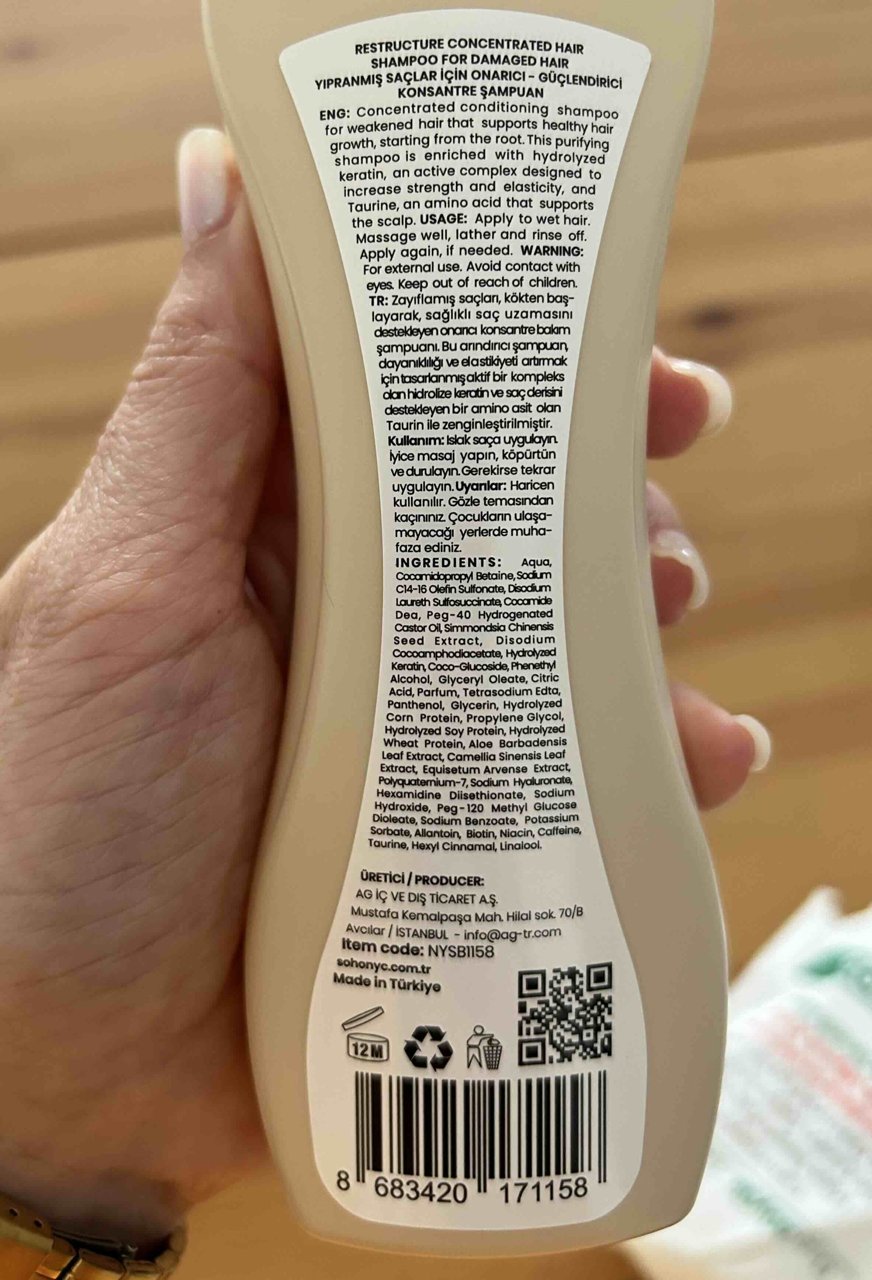 RESTRUCTURE CONCENTRATED HAIR
SHAMPOO FOR DAMAGED HAIR
YIPRANMIŞ SAÇLAR İÇİN ONARICI - GÜÇLENDİRİCİ
KONSANTRE ŞAMPUAN
ENG: Concentrated conditioning shampoo
for weakened hair that supports healthy hair
growth, starting from the root. This purifying
shampoo is enriched with hydrolyzed
keratin, an active complex designed to
increase strength and elasticity, and
Taurine, an amino acid that supports
the scalp. USAGE: Apply to wet hair.
Massage well, lather and rinse off.
Apply again, if needed. WARNING:
For external use. Avoid contact with
eyes. Keep out of reach of children.
TR: Zayıflamış saçları, kökten baş-
layarak, sağlıklı saç uzamasını
destekleyen onarıcı konsantre bakım
şampuanı. Bu arındırıcı şampuan,
dayanıklılığı ve elastikiyeti artırmak
için tasarlanmış aktif bir kompleks
olan hidrolize keratin ve saç derisini
destekleyen bir amino asit olan
Taurin ile zenginleştirilmiştir.
Kullanım: Islak saça uygulayın.
İyice masaj yapın, köpürtün
ve durulayın. Gerekirse tekrar
uygulayın. Uyarılar: Haricen
kullanılır. Gözle temasından
kaçınınız. Çocukların ulaşa-
mayacağı yerlerde muha-
faza ediniz.
INGREDIENTS: Aqua,
Cocamidopropyl Betaine, Sodium
C14-16 Olefin Sulfonate, Disodium
Laureth Sulfosuccinate, Cocamide
Dea, Peg-40 Hydrogenated
Castor Oil, Simmondsia Chinensis
Seed Extract, Disodium
Cocoamphodiacetate, Hydrolyzed
Keratin, Coco-Glucoside, Phenethyl
Alcohol, Glyceryl Oleate, Citric
Acid, Parfum, Tetrasodium Edta,
Panthenol, Glycerin, Hydrolyzed
Corn Protein, Propylene Glycol,
Hydrolyzed Soy Protein, Hydrolyzed
Wheat Protein, Aloe Barbadensis
Leaf Extract, Camellia Sinensis Leaf
Extract, Equisetum Arvense Extract,
Polyquaternium-7, Sodium Hyaluronate,
Hexamidine Diisethionate, Sodium
Hydroxide, Peg-120 Methyl Glucose
Dioleate, Sodium Benzoate, Potassium
Sorbate, Allantoin, Biotin, Niacin, Caffeine,
Taurine, Hexyl Cinnamal, Linalool.
ÜRETİCİ / PRODUCER:
AG İÇ VE DIŞ TİCARET A.Ş.
Mustafa Kemalpaşa Mah. Hilal sok. 70/B
Avcılar / İSTANBUL - info@ag-tr.com
Item code: NYSB1158
sohonyc.com.tr
Made in Türkiye
12 M
8 683420 171158